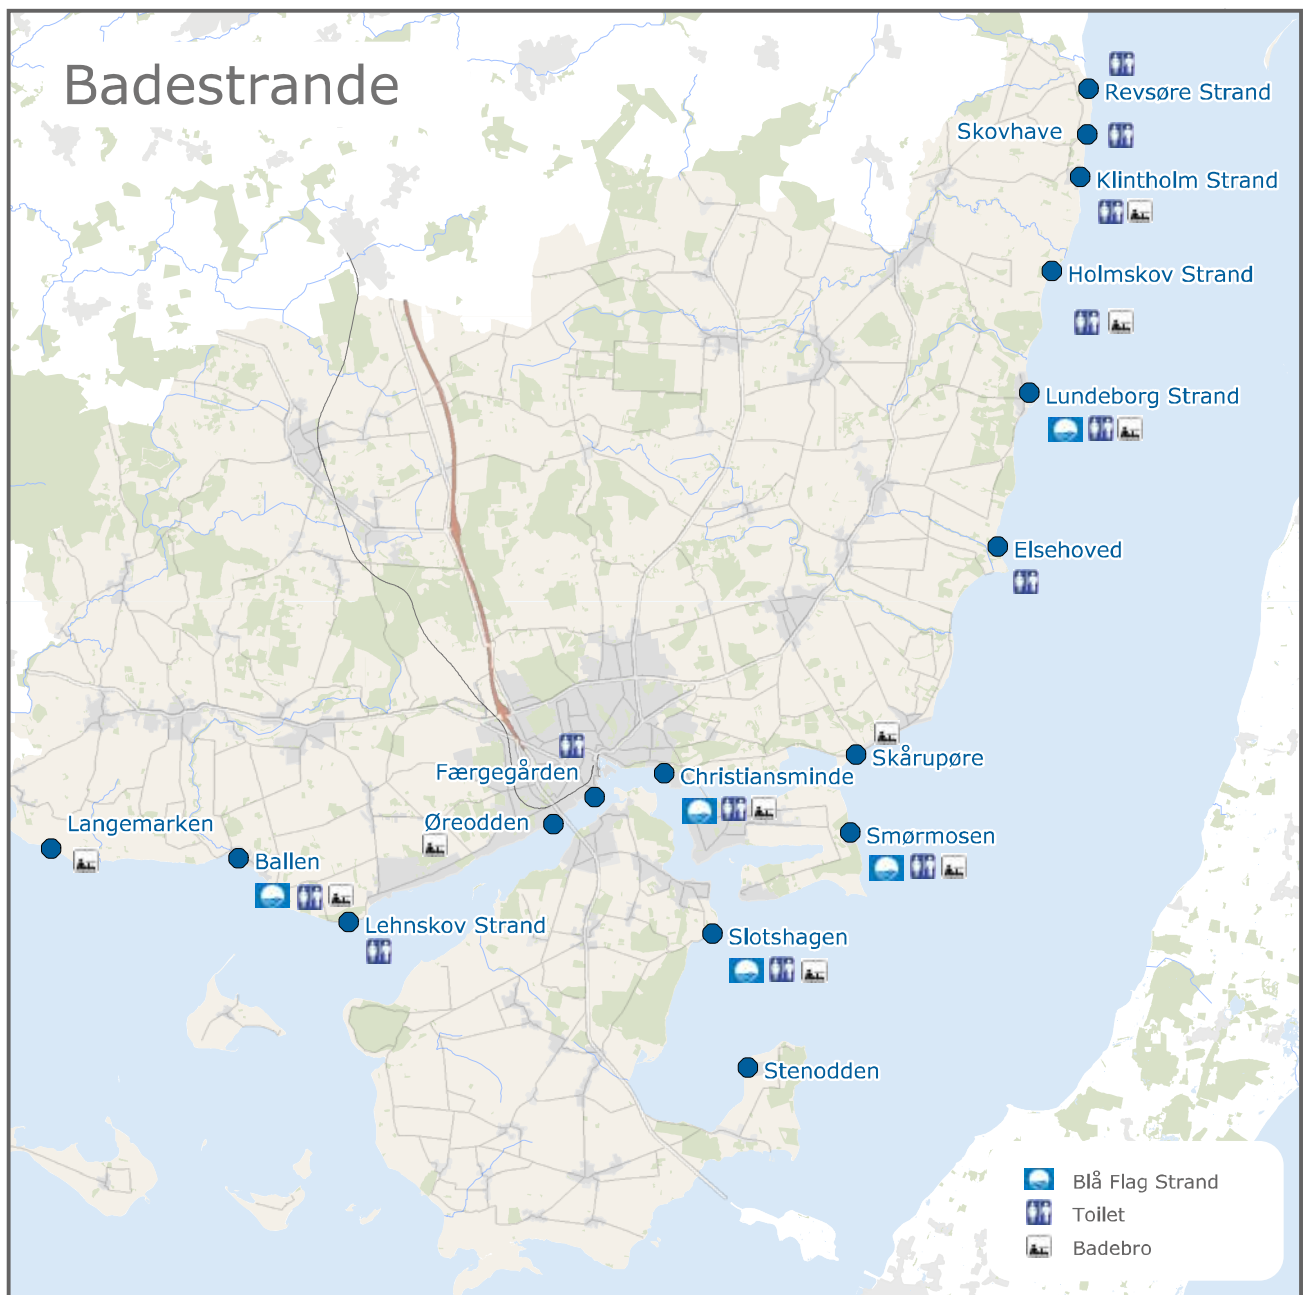 Badestrande
Revsøre Strand
Skovhave
Klintholm Strand
Holmskov Strand
Lundeborg Strand
Elsehoved
Skårupøre
Færgegården
Christiansminde
Langemarken
Øreodden
Smørmosen
Ballen
Lehnskov Strand
Slotshagen
Stenodden
Blå Flag Strand
Toilet
Badebro